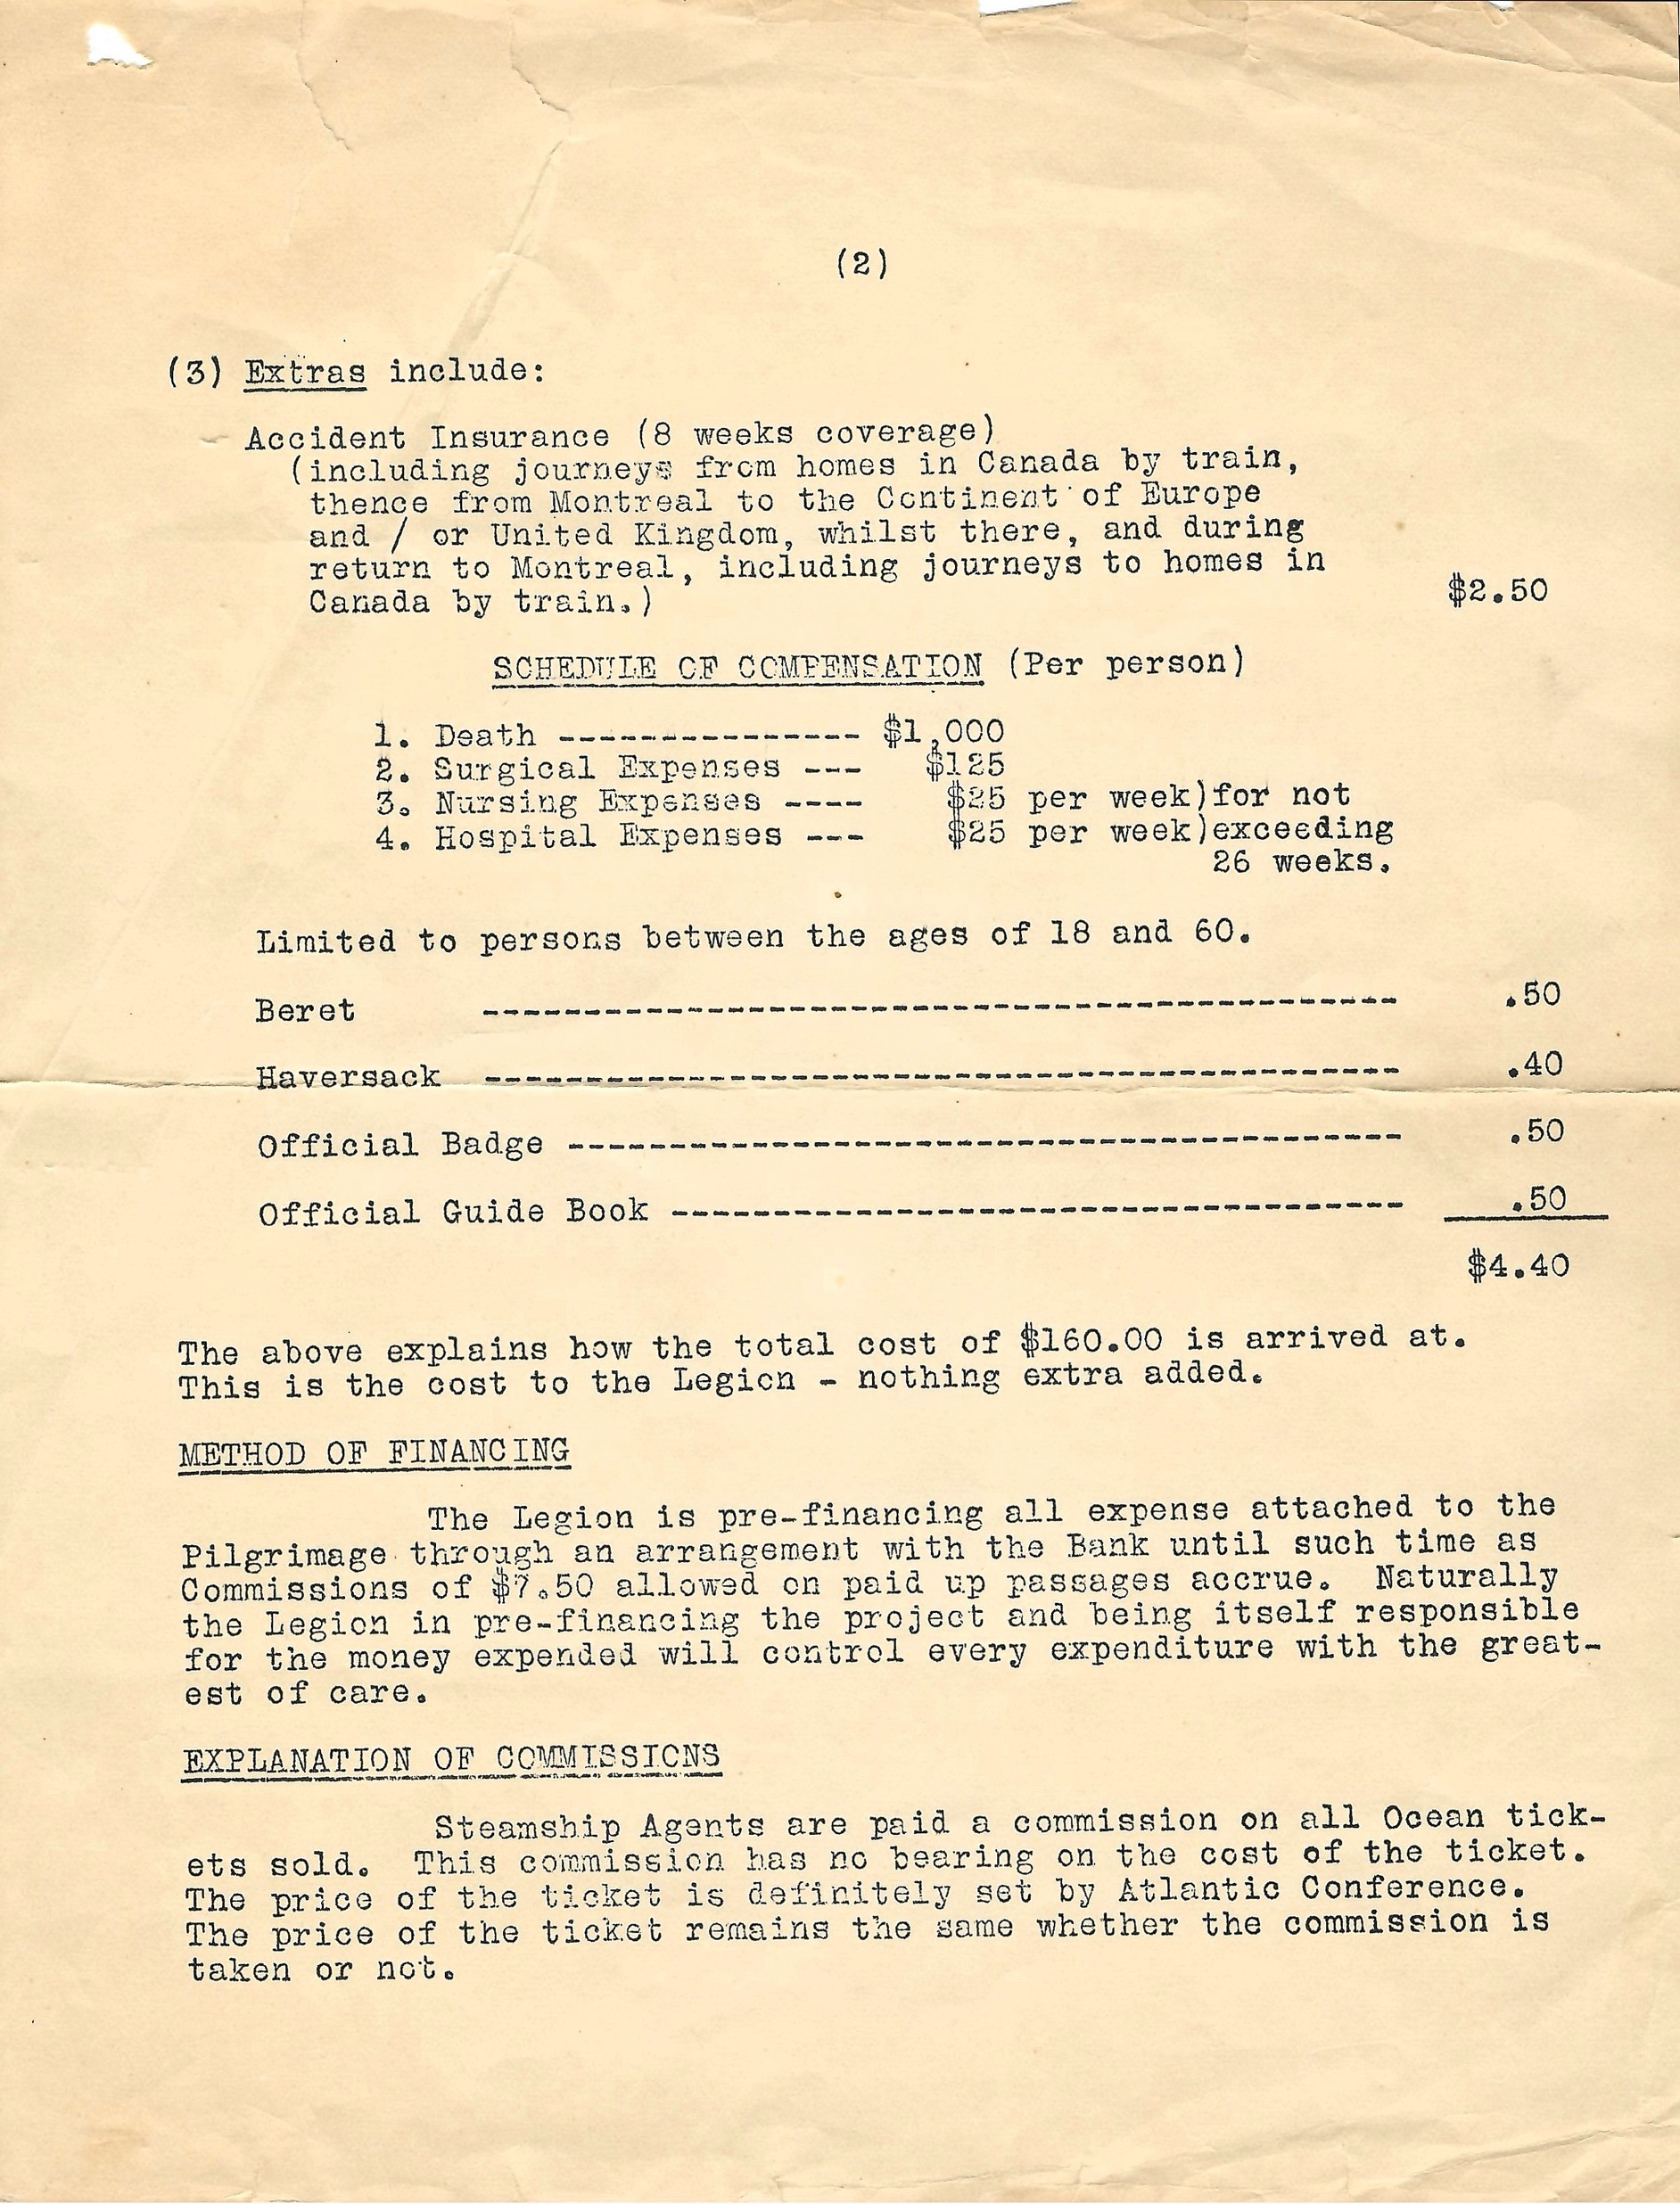 (2)
(3) Extras include:
Accident Insurance (8 weeks coverage)
(including journeys from homes in Canada by train,
thence from Montreal to the Continent of Europe
and / or United Kingdom, whilst there, and during
return to Montreal, including journeys to homes in
Canada by train.) $2.50
SCHEDULE OF COMPENSATION (Per person)
1. Death --------------- $1,000
2. Surgical Expenses --- $125
3. Nursing Expenses ---- $25 per week)for not
4. Hospital Expenses --- $25 per week)exceeding
26 weeks.
Limited to persons between the ages of 18 and 60.
Beret --------------------------------------------- .50
Haversack --------------------------------------------- .40
Official Badge ----------------------------------------- .50
Official Guide Book ------------------------------------ .50
$4.40
The above explains how the total cost of $160.00 is arrived at.
This is the cost to the Legion - nothing extra added.
METHOD OF FINANCING
The Legion is pre-financing all expense attached to the
Pilgrimage through an arrangement with the Bank until such time as
Commissions of $7.50 allowed on paid up passages accrue. Naturally
the Legion in pre-financing the project and being itself responsible
for the money expended will control every expenditure with the great-
est of care.
EXPLANATION OF COMMISSIONS
Steamship Agents are paid a commission on all Ocean tick-
ets sold. This commission has no bearing on the cost of the ticket.
The price of the ticket is definitely set by Atlantic Conference.
The price of the ticket remains the same whether the commission is
taken or not.